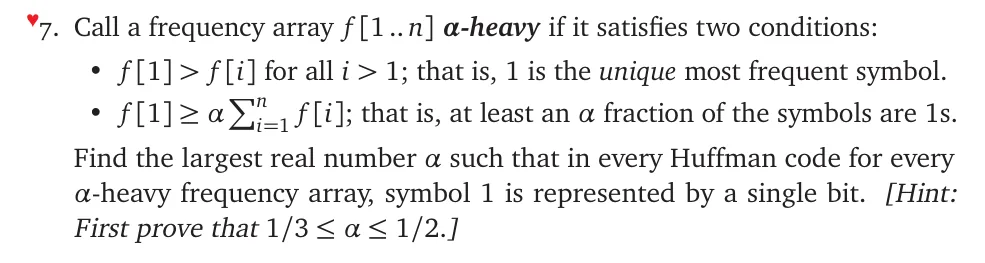 ♥7. Call a frequency array f[1..n] α-heavy if it satisfies two conditions:
• f[1] > f[i] for all i > 1; that is, 1 is the unique most frequent symbol.
• f[1] ≥ α∑ⁿᵢ₌₁ f[i]; that is, at least an α fraction of the symbols are 1s.
Find the largest real number α such that in every Huffman code for every
α-heavy frequency array, symbol 1 is represented by a single bit. [Hint:
First prove that 1/3 ≤ α ≤ 1/2.]